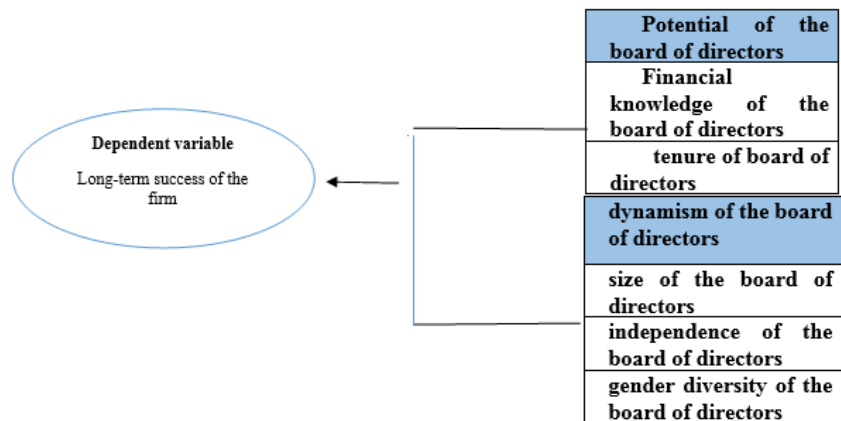 Dependent variable
Long-term success of the
firm
Potential of the
board of directors
Financial
knowledge of the
board of directors
tenure of board of
directors
dynamism of the board
of directors
size of the board of
directors
independence of the
board of directors
gender diversity of the
board of directors